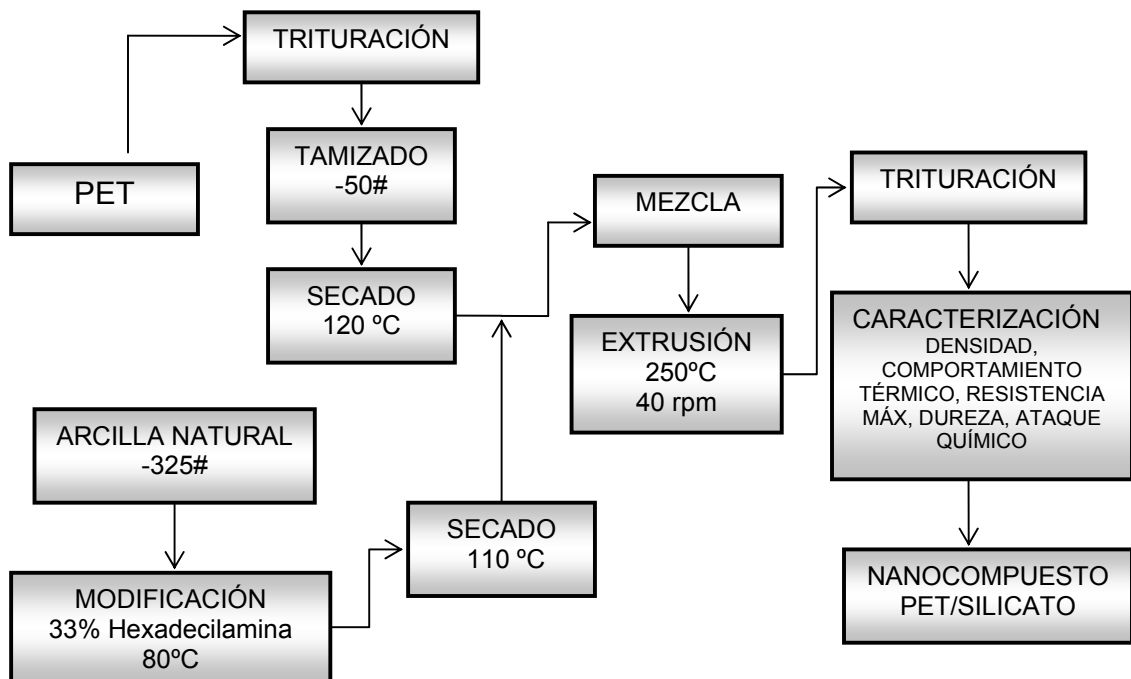 TRITURACIÓN
TAMIZADO
-50#
PET
SECADO
120 ºC
ARCILLA NATURAL
-325#
MODIFICACIÓN
33% Hexadecilamina
80ºC
SECADO
110 ºC
MEZCLA
EXTRUSIÓN
250ºC
40 rpm
TRITURACIÓN
CARACTERIZACIÓN
DENSIDAD,
COMPORTAMIENTO
TÉRMICO, RESISTENCIA
MÁX, DUREZA, ATAQUE
QUÍMICO
NANOCOMPUESTO
PET/SILICATO